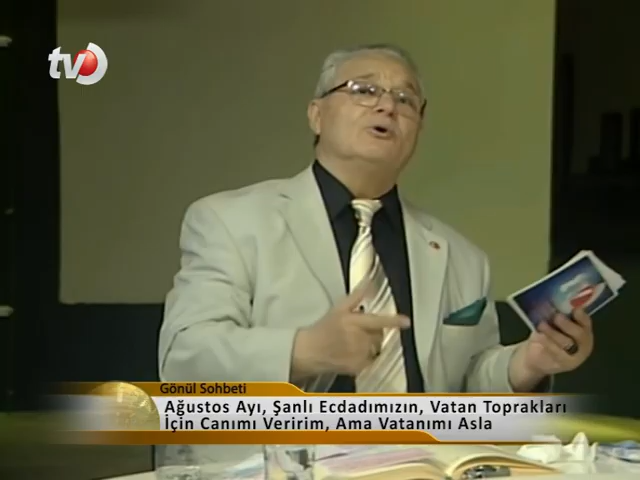 tv
Gönül Sohbeti
Ağustos Ayı, Şanlı Ecdadımızın, Vatan Toprakları
İçin Canımı Veririm, Ama Vatanımı Asla